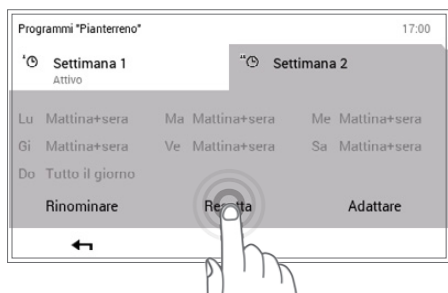 Programmi "Pianterreno" 17:00
Settimana 1 Settimana 2
Attivo
Lu Mattina+sera Ma Mattina+sera Me Mattina+sera
Gi Mattina+sera Ve Mattina+sera Sa Mattina+sera
Do Tutto il giorno
Rinominare Resetta Adattare